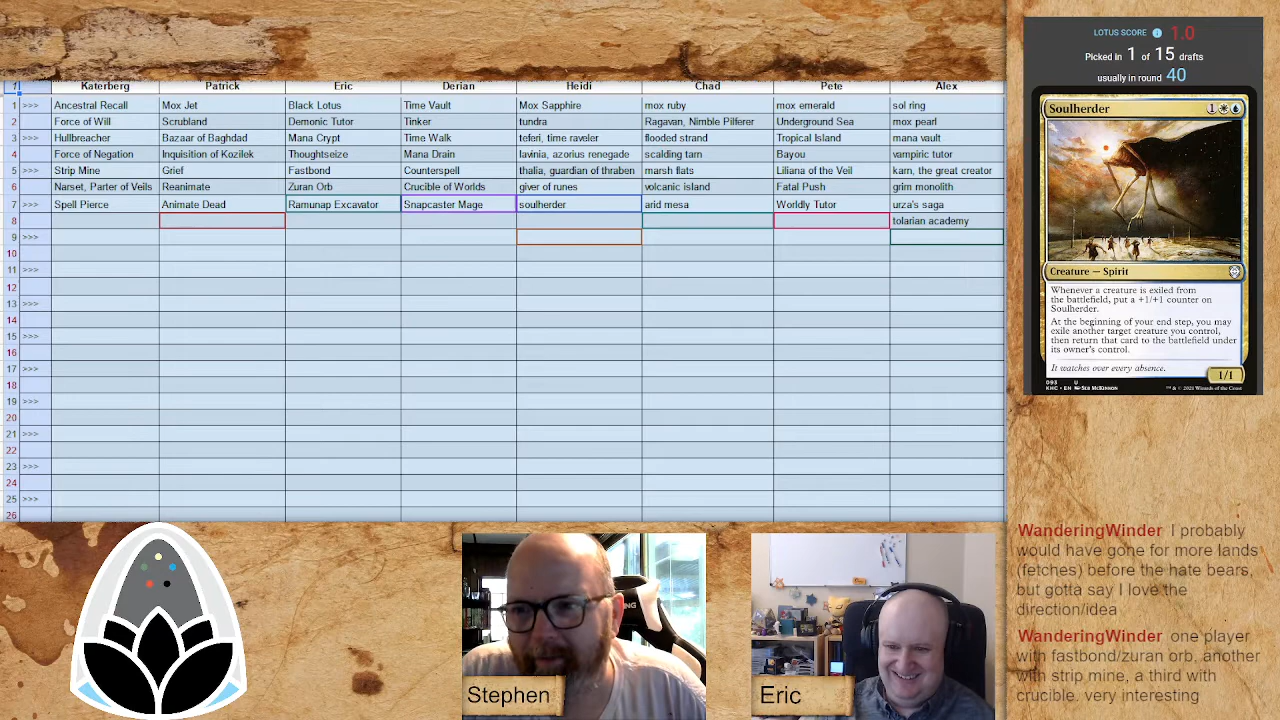 1 Katerberg Patrick Eric Derian Heidi Chad Pete Alex
1 >>> Ancestral Recall Mox Jet Black Lotus Time Vault Mox Sapphire mox ruby mox emerald sol ring
2 >>> Force of Will Scrubland Demonic Tutor Tinker tundra Ragavan, Nimble Pilferer Underground Sea mox pearl
3 >>> Hullbreacher Bazaar of Baghdad Mana Crypt Time Walk teferi, time raveler flooded strand Tropical Island mana vault
4 >>> Force of Negation Inquisition of Kozilek Thoughtseize Mana Drain lavinia, azorius renegade scalding tarn Bayou vampiric tutor
5 >>> Strip Mine Grief Fastbond Counterspell thalia, guardian of thraben marsh flats Liliana of the Veil karn, the great creator
6 Narset, Parter of Veils Reanimate Zuran Orb Crucible of Worlds giver of runes volcanic island Fatal Push grim monolith
7 >>> Spell Pierce Animate Dead Ramunap Excavator Snapcaster Mage soulherder arid mesa Worldly Tutor urza's saga
8 tolarian academy
9 >>>
10
11 >>>
12
13 >>>
14
15 >>>
16
17 >>>
18
19 >>>
20
21 >>>
22
23 >>>
24
25 >>>
26
LOTUS SCORE i 1.0
Picked in 1 of 15 drafts
usually in round 40
Soulherder 1
Creature — Spirit
Whenever a creature is exiled from
the battlefield, put a +1/+1 counter on
Soulherder.
At the beginning of your end step, you may
exile another target creature you control,
then return that card to the battlefield under
its owner's control.
It watches over every absence.
1/1
093 U
KHC • EN Seb McKinnon ™ & © 2021 Wizards of the Coast
WanderingWinder I probably
would have gone for more lands
(fetches) before the hate bears,
but gotta say I love the
direction/idea
WanderingWinder one player
with fastbond/zuran orb, another
with strip mine, a third with
crucible. very interesting
Stephen
Eric